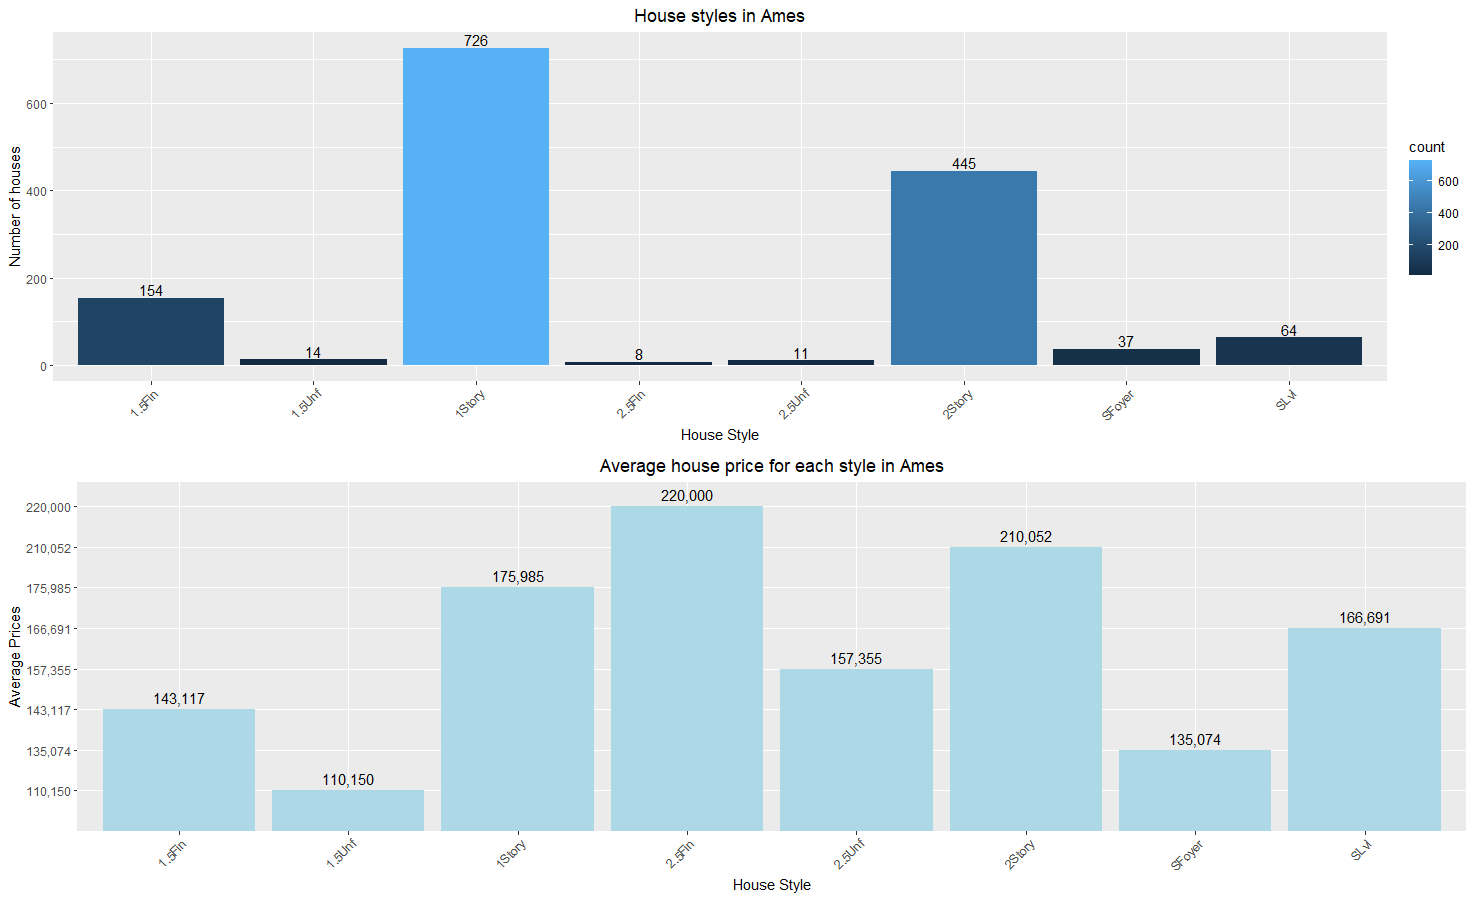 House styles in Ames
Number of houses
600
400
200
0
726
445
154
14
8
11
37
64
1.5Fin
1.5Unf
1Story
2.5Fin
2.5Unf
2Story
SFoyer
SLvl
House Style
count
600
400
200
Average house price for each style in Ames
Average Prices
220,000
210,052
175,985
166,691
157,355
143,117
135,074
110,150
143,117
110,150
175,985
220,000
157,355
210,052
135,074
166,691
1.5Fin
1.5Unf
1Story
2.5Fin
2.5Unf
2Story
SFoyer
SLvl
House Style